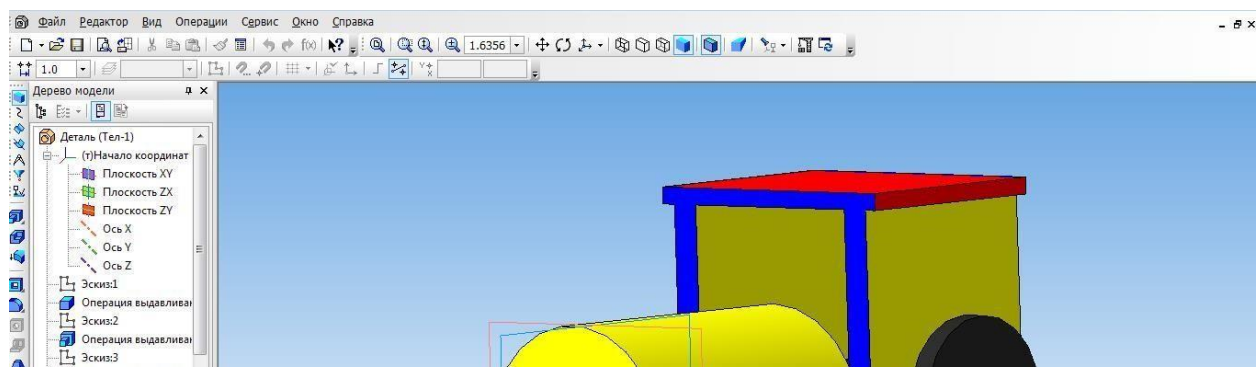 Файл Редактор Вид Операции Сервис Окно Справка
1.6356
1.0
Дерево модели
Деталь (Тел-1)
(т)Начало координат
Плоскость XY
Плоскость ZX
Плоскость ZY
Ось X
Ось Y
Ось Z
Эскиз:1
Операция выдавливан
Эскиз:2
Операция выдавливан
Эскиз:3